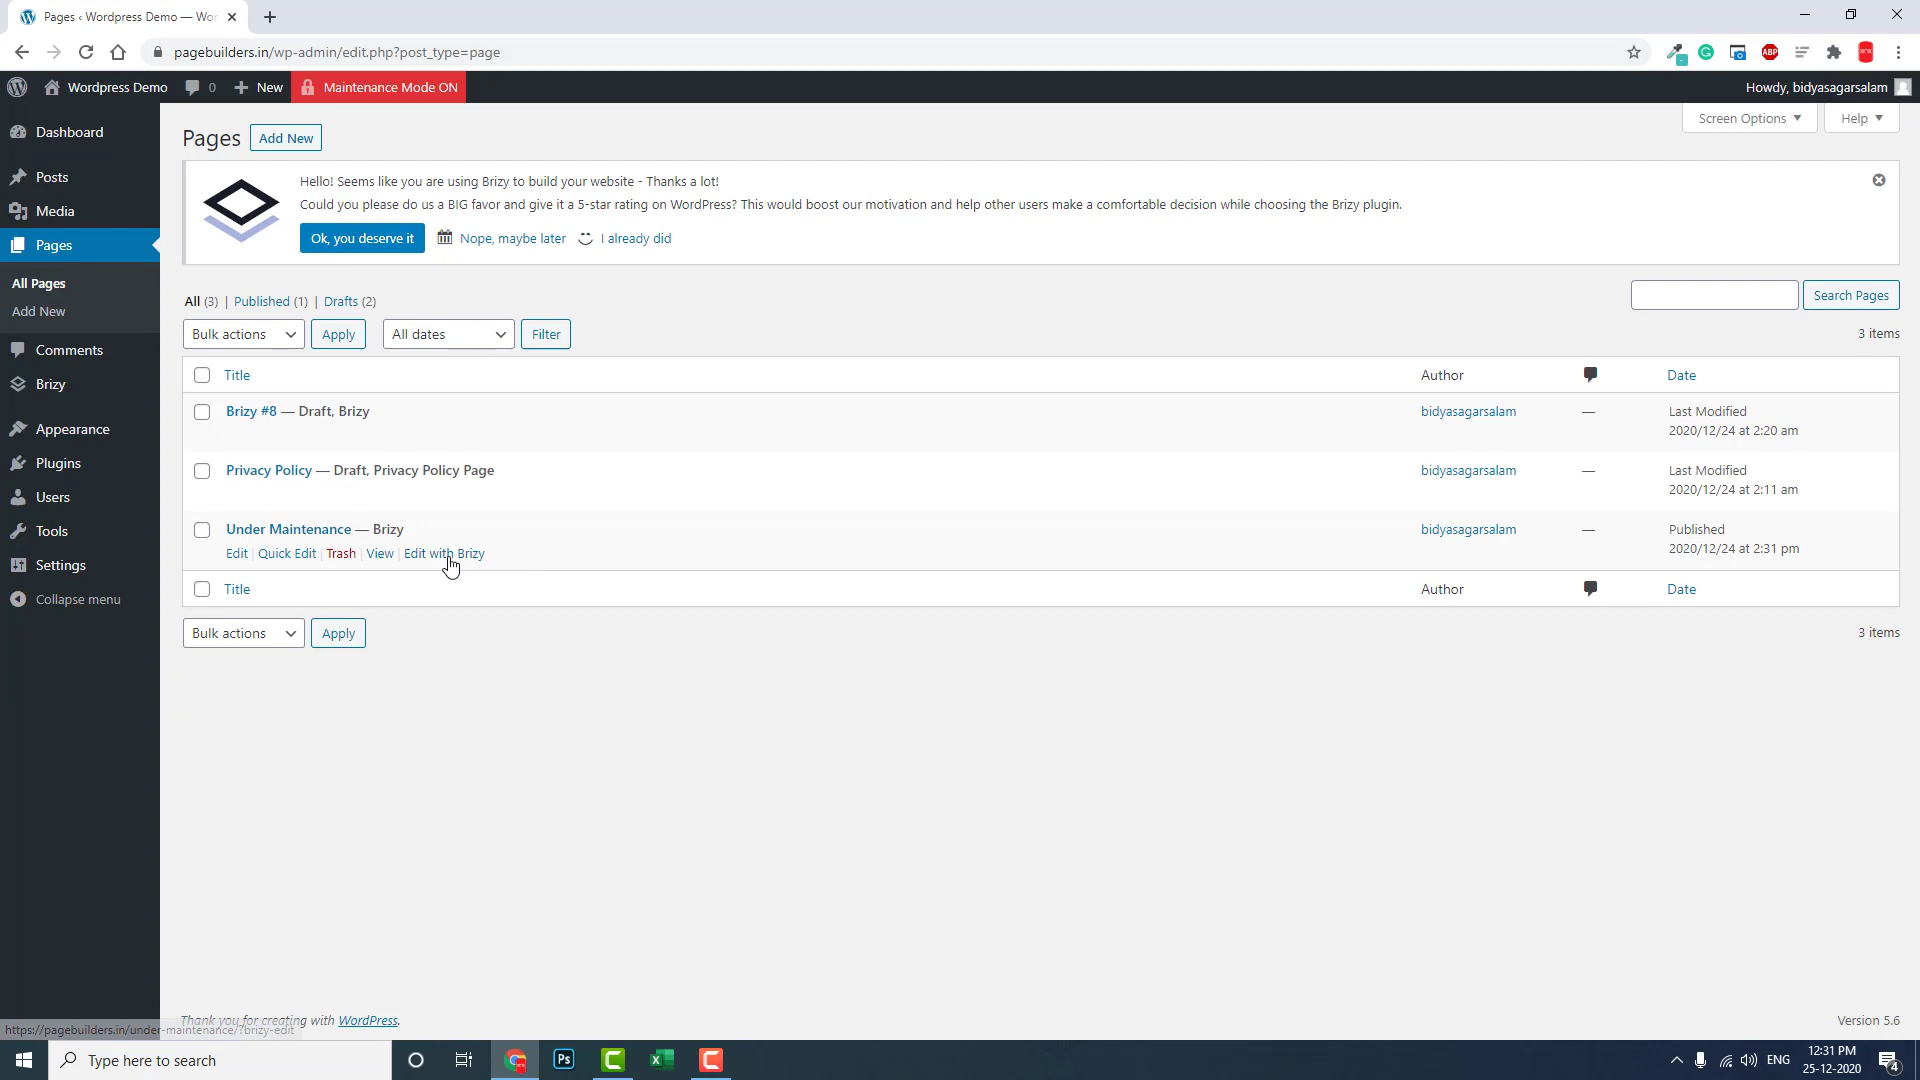 Pages ‹ Wordpress Demo — Wor
pagebuilders.in/wp-admin/edit.php?post_type=page
ABP
Wordpress Demo
0
New
Maintenance Mode ON
Howdy, bidyasagarsalam
Dashboard
Posts
Media
Pages
All Pages
Add New
Comments
Brizy
Appearance
Plugins
Users
Tools
Settings
Collapse menu
Screen Options
Help
Pages
Add New
Hello! Seems like you are using Brizy to build your website - Thanks a lot!
Could you please do us a BIG favor and give it a 5-star rating on WordPress? This would boost our motivation and help other users make a comfortable decision while choosing the Brizy plugin.
Ok, you deserve it
Nope, maybe later
I already did
All (3) | Published (1) | Drafts (2)
Search Pages
Bulk actions
Apply
All dates
Filter
3 items
Title
Author
Date
Brizy #8 — Draft, Brizy
bidyasagarsalam
—
Last Modified
2020/12/24 at 2:20 am
Privacy Policy — Draft, Privacy Policy Page
bidyasagarsalam
—
Last Modified
2020/12/24 at 2:11 am
Under Maintenance — Brizy
Edit | Quick Edit | Trash | View | Edit with Brizy
bidyasagarsalam
—
Published
2020/12/24 at 2:31 pm
Title
Author
Date
Bulk actions
Apply
3 items
Thank you for creating with WordPress.
Version 5.6
https://pagebuilders.in/under-maintenance/?brizy-edit
Type here to search
Ps
ENG
12:31 PM
25-12-2020
4